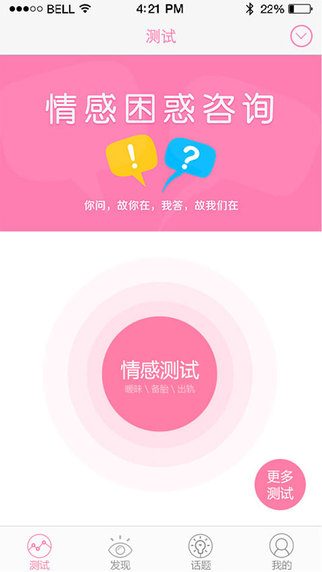 BELL 4:21 PM 22%
测试
情感困惑咨询
! ?
你问，故你在，我答，故我们在
情感测试
暧昧\备胎\出轨
更多
测试
测试 发现 话题 我的